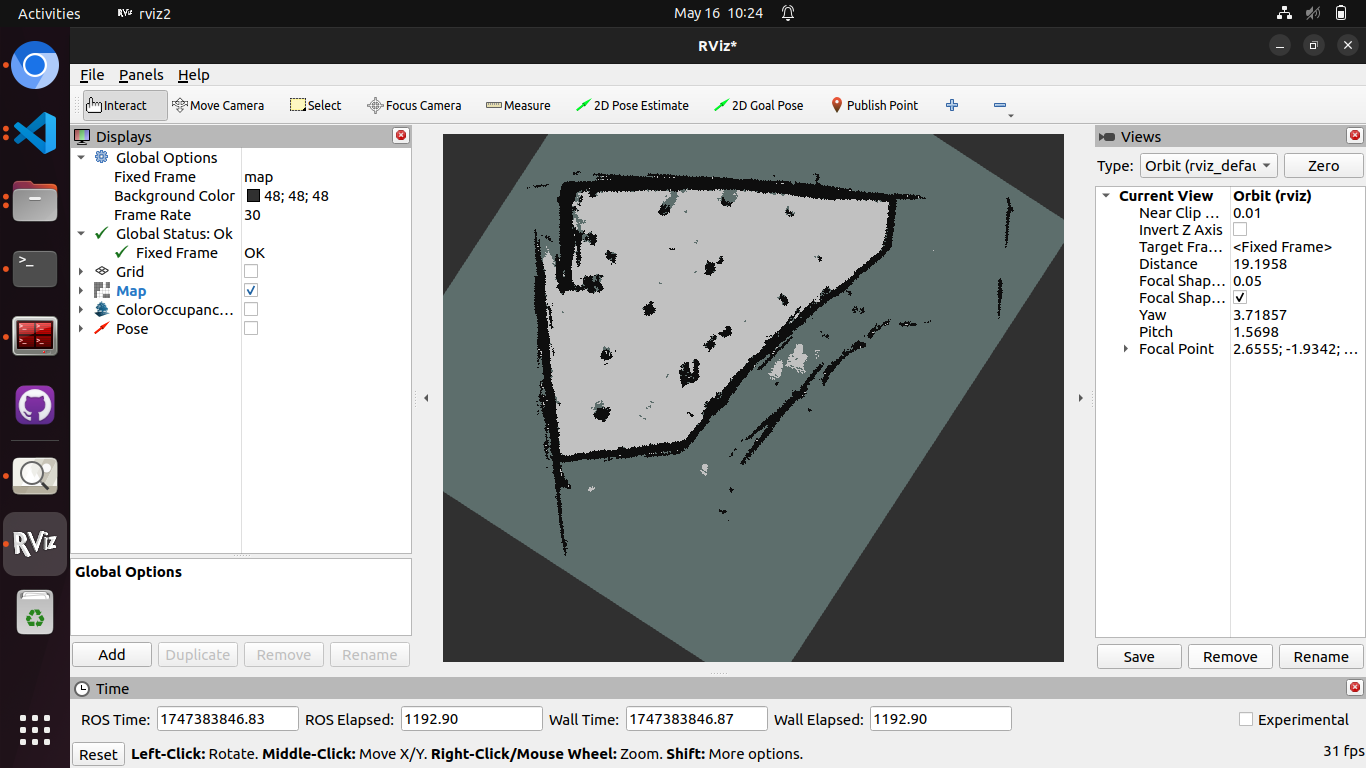 Activities rviz2 May 16 10:24
RViz*
File Panels Help
Interact Move Camera Select Focus Camera Measure 2D Pose Estimate 2D Goal Pose Publish Point
Displays
Global Options
Fixed Frame map
Background Color 48; 48; 48
Frame Rate 30
Global Status: Ok
Fixed Frame OK
Grid
Map
ColorOccupanc...
Pose
Global Options
Add Duplicate Remove Rename
Views
Type: Orbit (rviz_defau Zero
Current View Orbit (rviz)
Near Clip ... 0.01
Invert Z Axis
Target Fra... <Fixed Frame>
Distance 19.1958
Focal Shap... 0.05
Focal Shap...
Yaw 3.71857
Pitch 1.5698
Focal Point 2.6555; -1.9342; ...
Save Remove Rename
Time
ROS Time: 1747383846.83 ROS Elapsed: 1192.90 Wall Time: 1747383846.87 Wall Elapsed: 1192.90 Experimental
Reset Left-Click: Rotate. Middle-Click: Move X/Y. Right-Click/Mouse Wheel: Zoom. Shift: More options. 31 fps
RViz